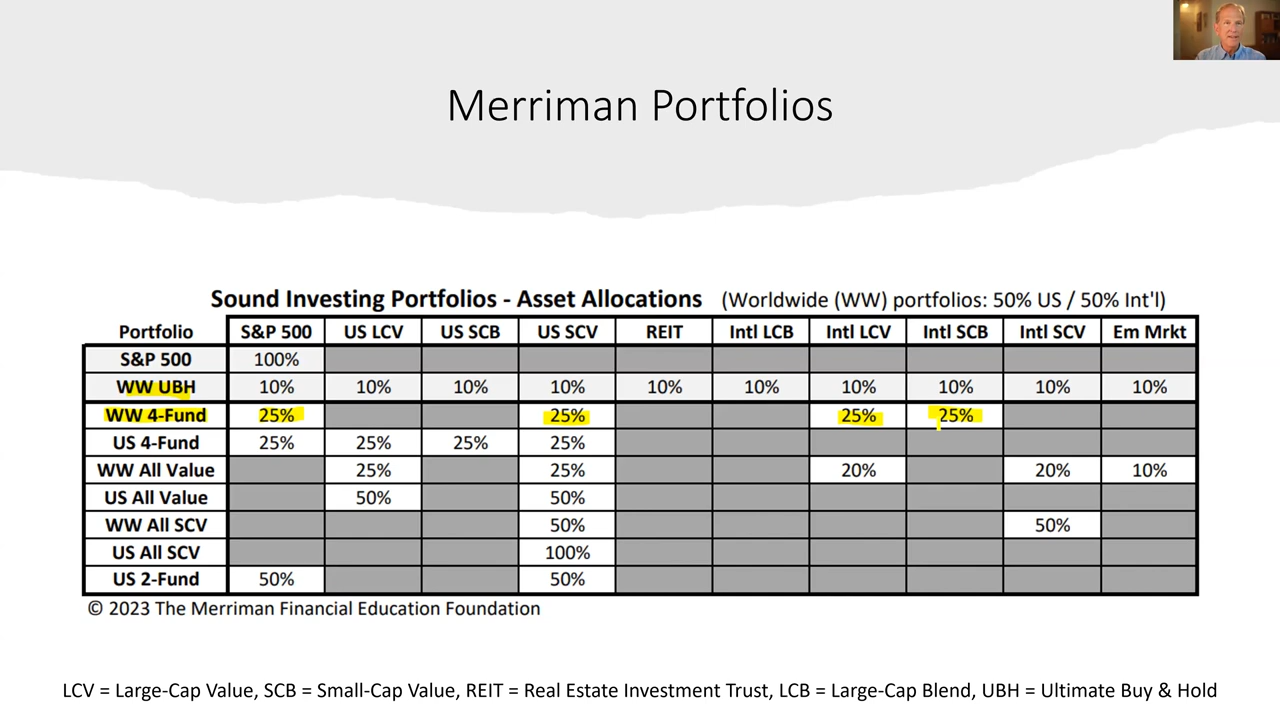 Merriman Portfolios
Sound Investing Portfolios - Asset Allocations (Worldwide (WW) portfolios: 50% US / 50% Int'l)
Portfolio S&P 500 US LCV US SCB US SCV REIT Intl LCB Intl LCV Intl SCB Intl SCV Em Mrkt
S&P 500 100%
WW UBH 10% 10% 10% 10% 10% 10% 10% 10% 10% 10%
WW 4-Fund 25% 25% 25% 25%
US 4-Fund 25% 25% 25% 25%
WW All Value 25% 25% 20% 20% 10%
US All Value 50% 50%
WW All SCV 50% 50%
US All SCV 100%
US 2-Fund 50% 50%
© 2023 The Merriman Financial Education Foundation
LCV = Large-Cap Value, SCB = Small-Cap Value, REIT = Real Estate Investment Trust, LCB = Large-Cap Blend, UBH = Ultimate Buy & Hold